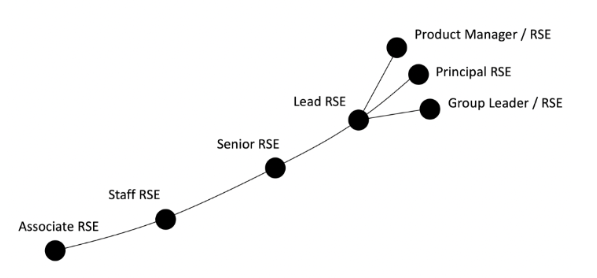 Product Manager / RSE
Principal RSE
Lead RSE
Group Leader / RSE
Senior RSE
Staff RSE
Associate RSE